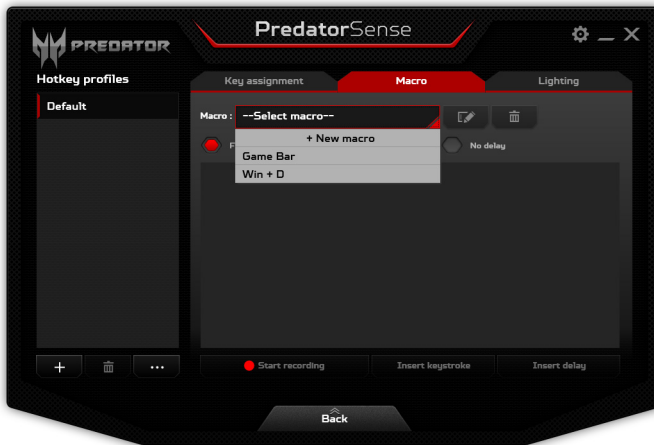 PredatorSense
PREDATOR
Hotkey profiles
Default
Key assignment
Macro
Lighting
Macro :
--Select macro--
+ New macro
Game Bar
Win + D
No delay
Start recording
Insert keystroke
Insert delay
Back